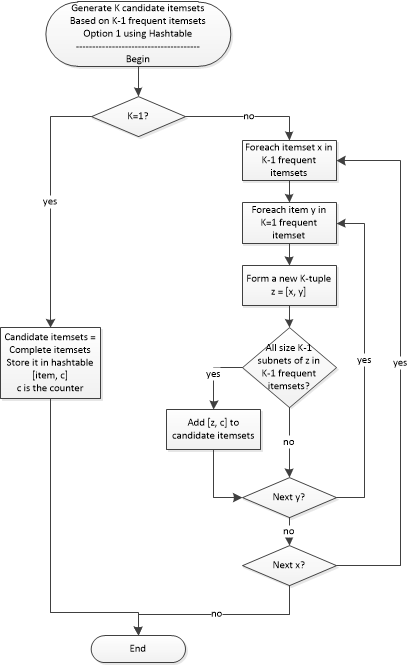 Generate K candidate itemsets
Based on K-1 frequent itemsets
Option 1 using Hashtable
------------------------------------
Begin
K=1?
no
yes
Foreach itemset x in
K-1 frequent
itemsets
Foreach item y in
K=1 frequent
itemset
Form a new K-tuple
z = [x, y]
Candidate itemsets =
Complete itemsets
Store it in hashtable
[item, c]
c is the counter
All size K-1
subnets of z in
K-1 frequent
itemsets?
yes
yes
yes
Add [z, c] to
candidate itemsets
no
Next y?
no
Next x?
no
End